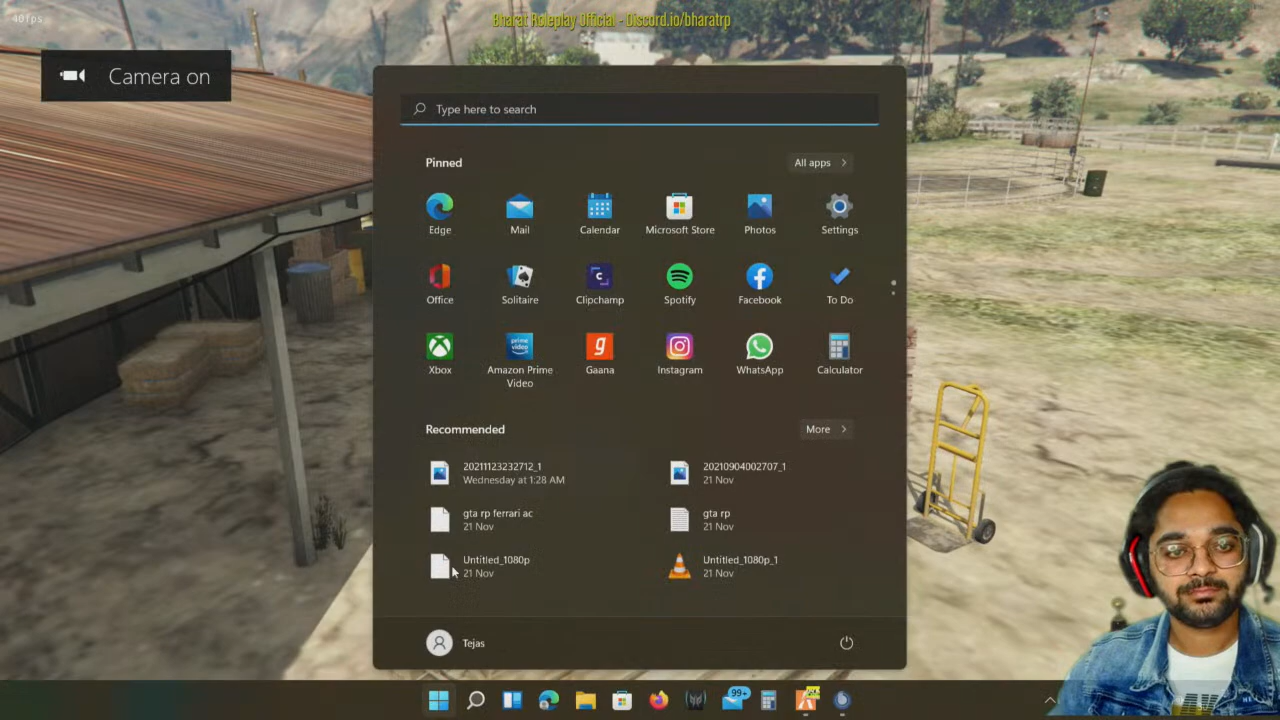 40fps
Bharat Roleplay Official - Discord.io/bharatrp
Camera on
Type here to search
Pinned
All apps
Edge
Mail
Calendar
Microsoft Store
Photos
Settings
Office
Solitaire
Clipchamp
Spotify
Facebook
To Do
Xbox
Amazon Prime
Video
Gaana
Instagram
WhatsApp
Calculator
Recommended
More
20211123232712_1
Wednesday at 1:28 AM
20210904002707_1
21 Nov
gta rp ferrari ac
21 Nov
gta rp
21 Nov
Untitled_1080p
21 Nov
Untitled_1080p_1
21 Nov
Tejas
99+